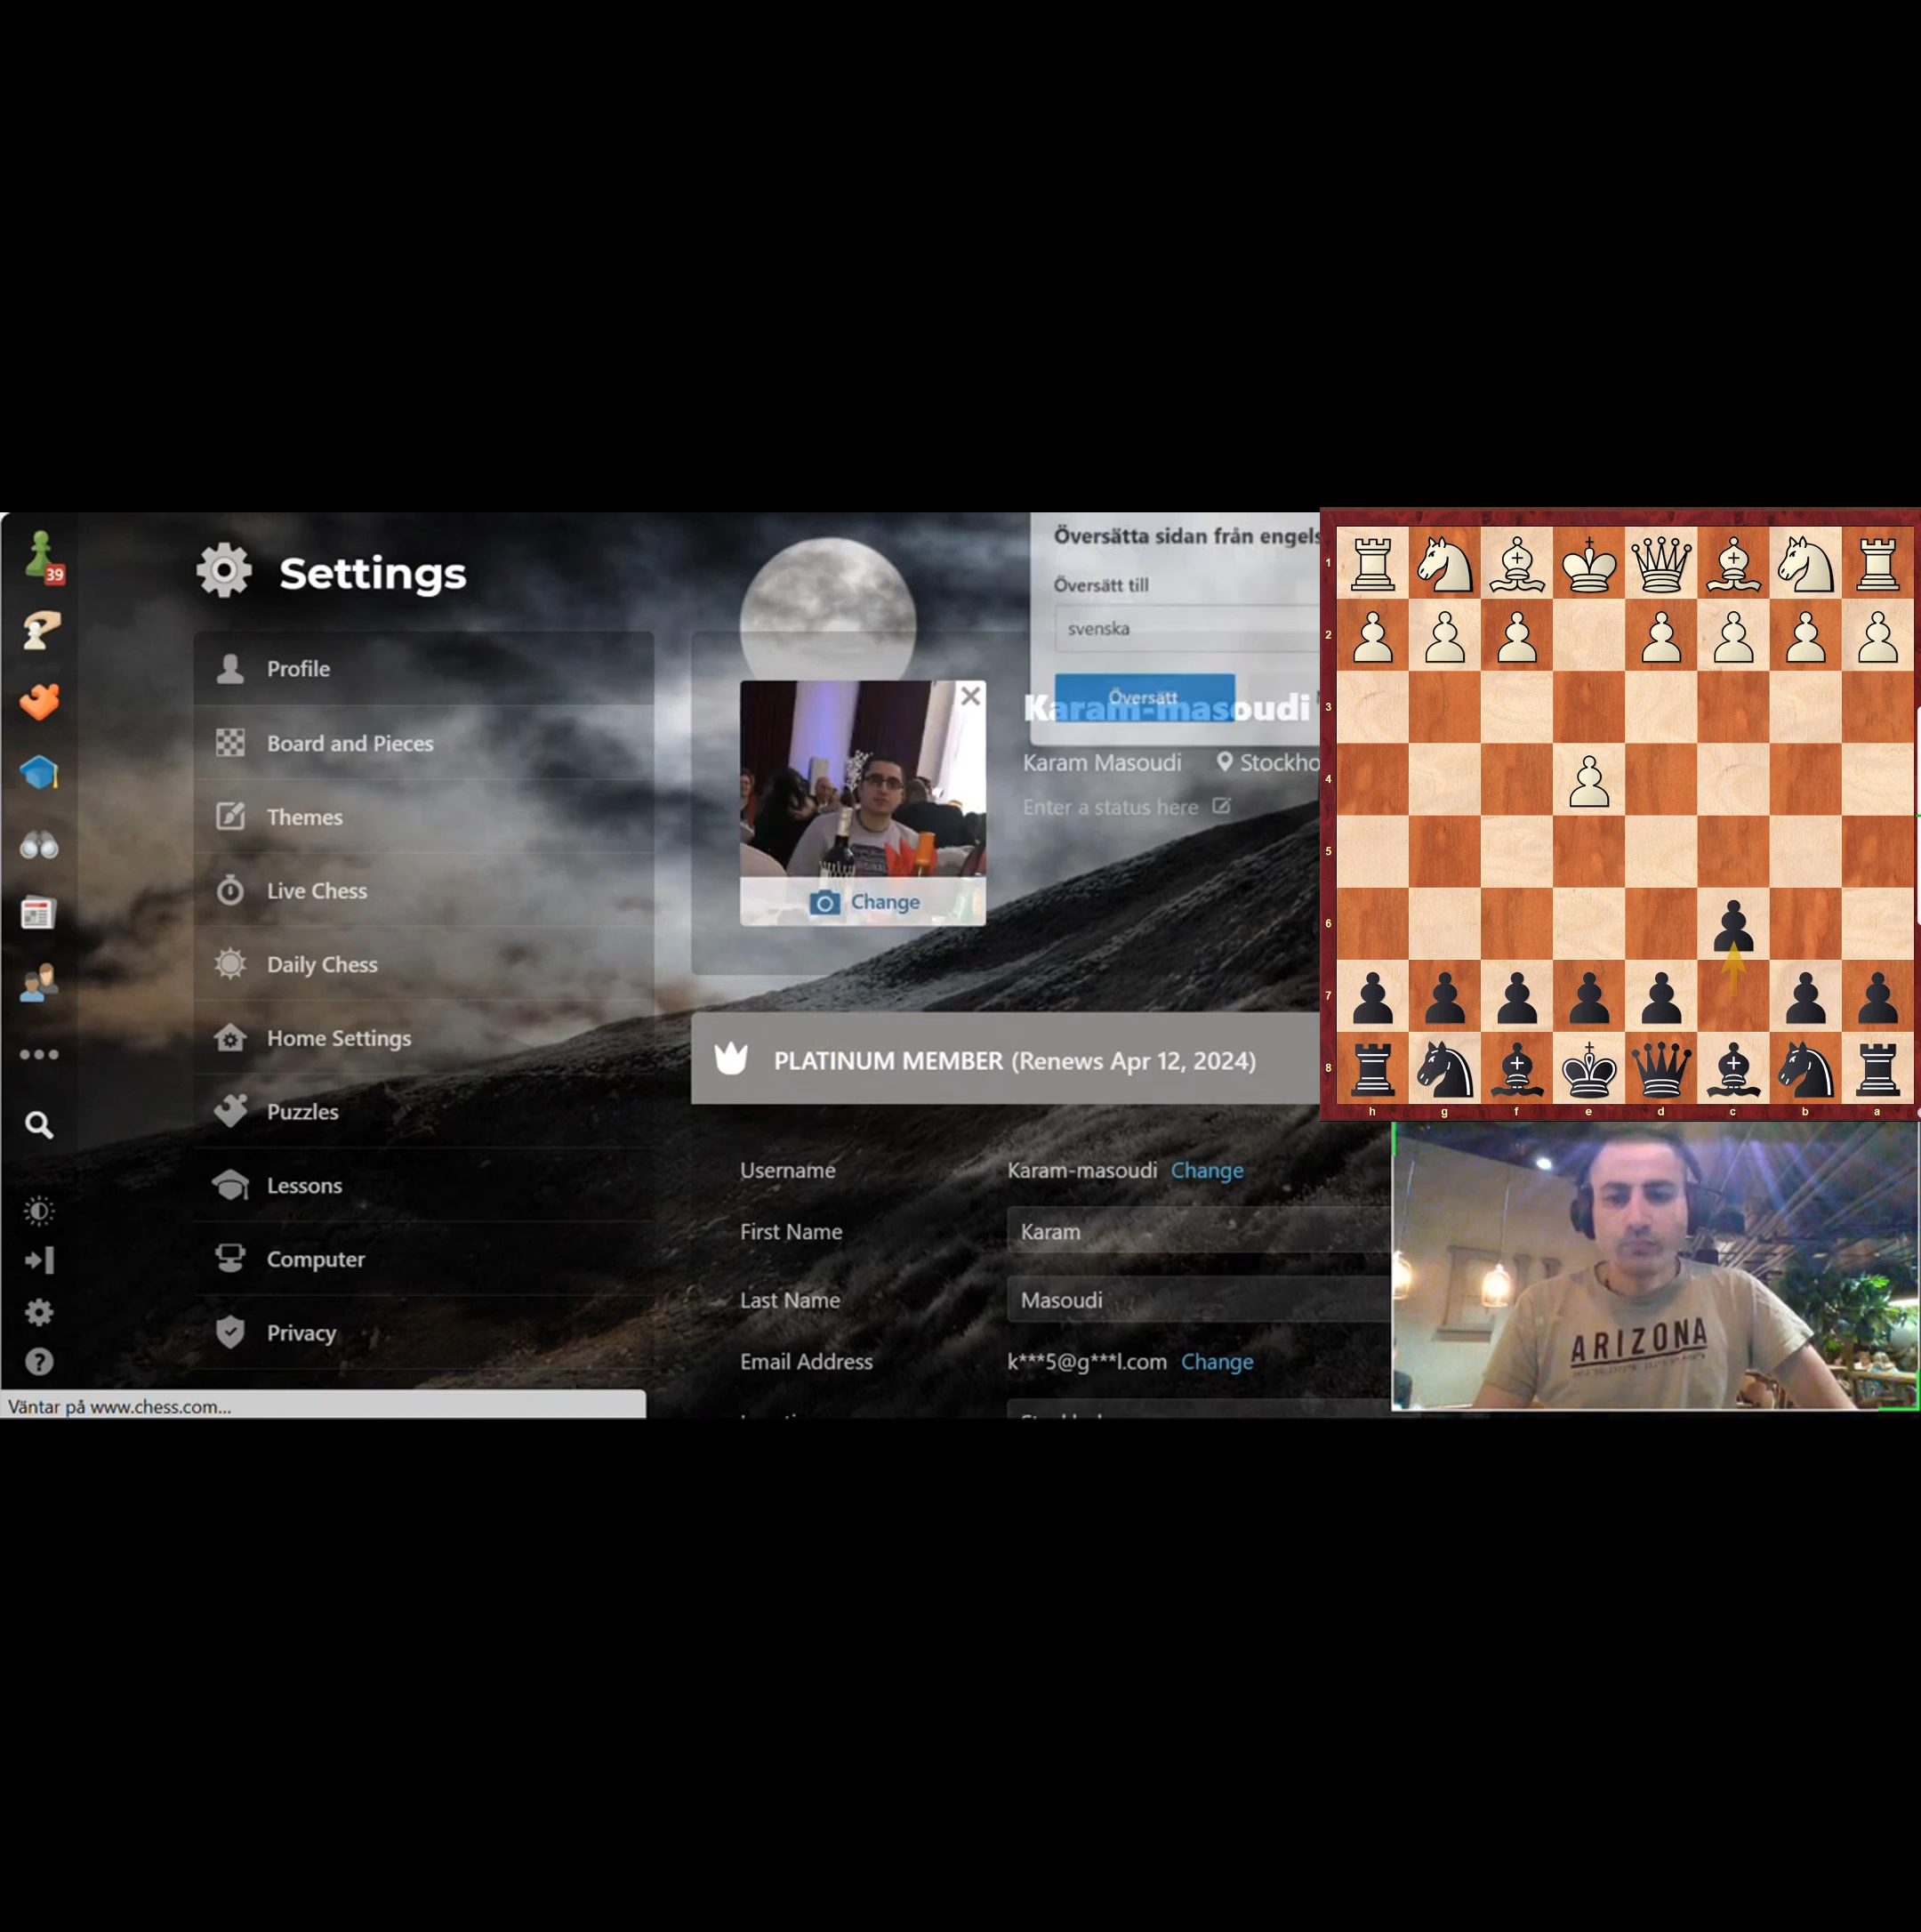 39
Settings
Profile
Board and Pieces
Themes
Live Chess
Daily Chess
Home Settings
Puzzles
Lessons
Computer
Privacy
Väntar på www.chess.com...
Översätta sidan från engels
Översätt till
svenska
Översätt
Karam-masoudi
Karam Masoudi Stockho
Enter a status here
Change
PLATINUM MEMBER (Renews Apr 12, 2024)
Username Karam-masoudi Change
First Name Karam
Last Name Masoudi
Email Address k***5@g***l.com Change
1
2
3
4
5
6
7
8
h g f e d c b a
ARIZONA